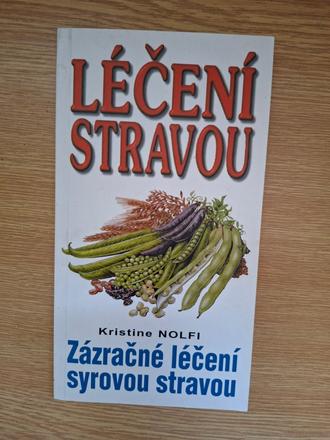 LÉČENÍ
STRAVOU
Kristine NOLFI
Zázračné léčení
syrovou stravou